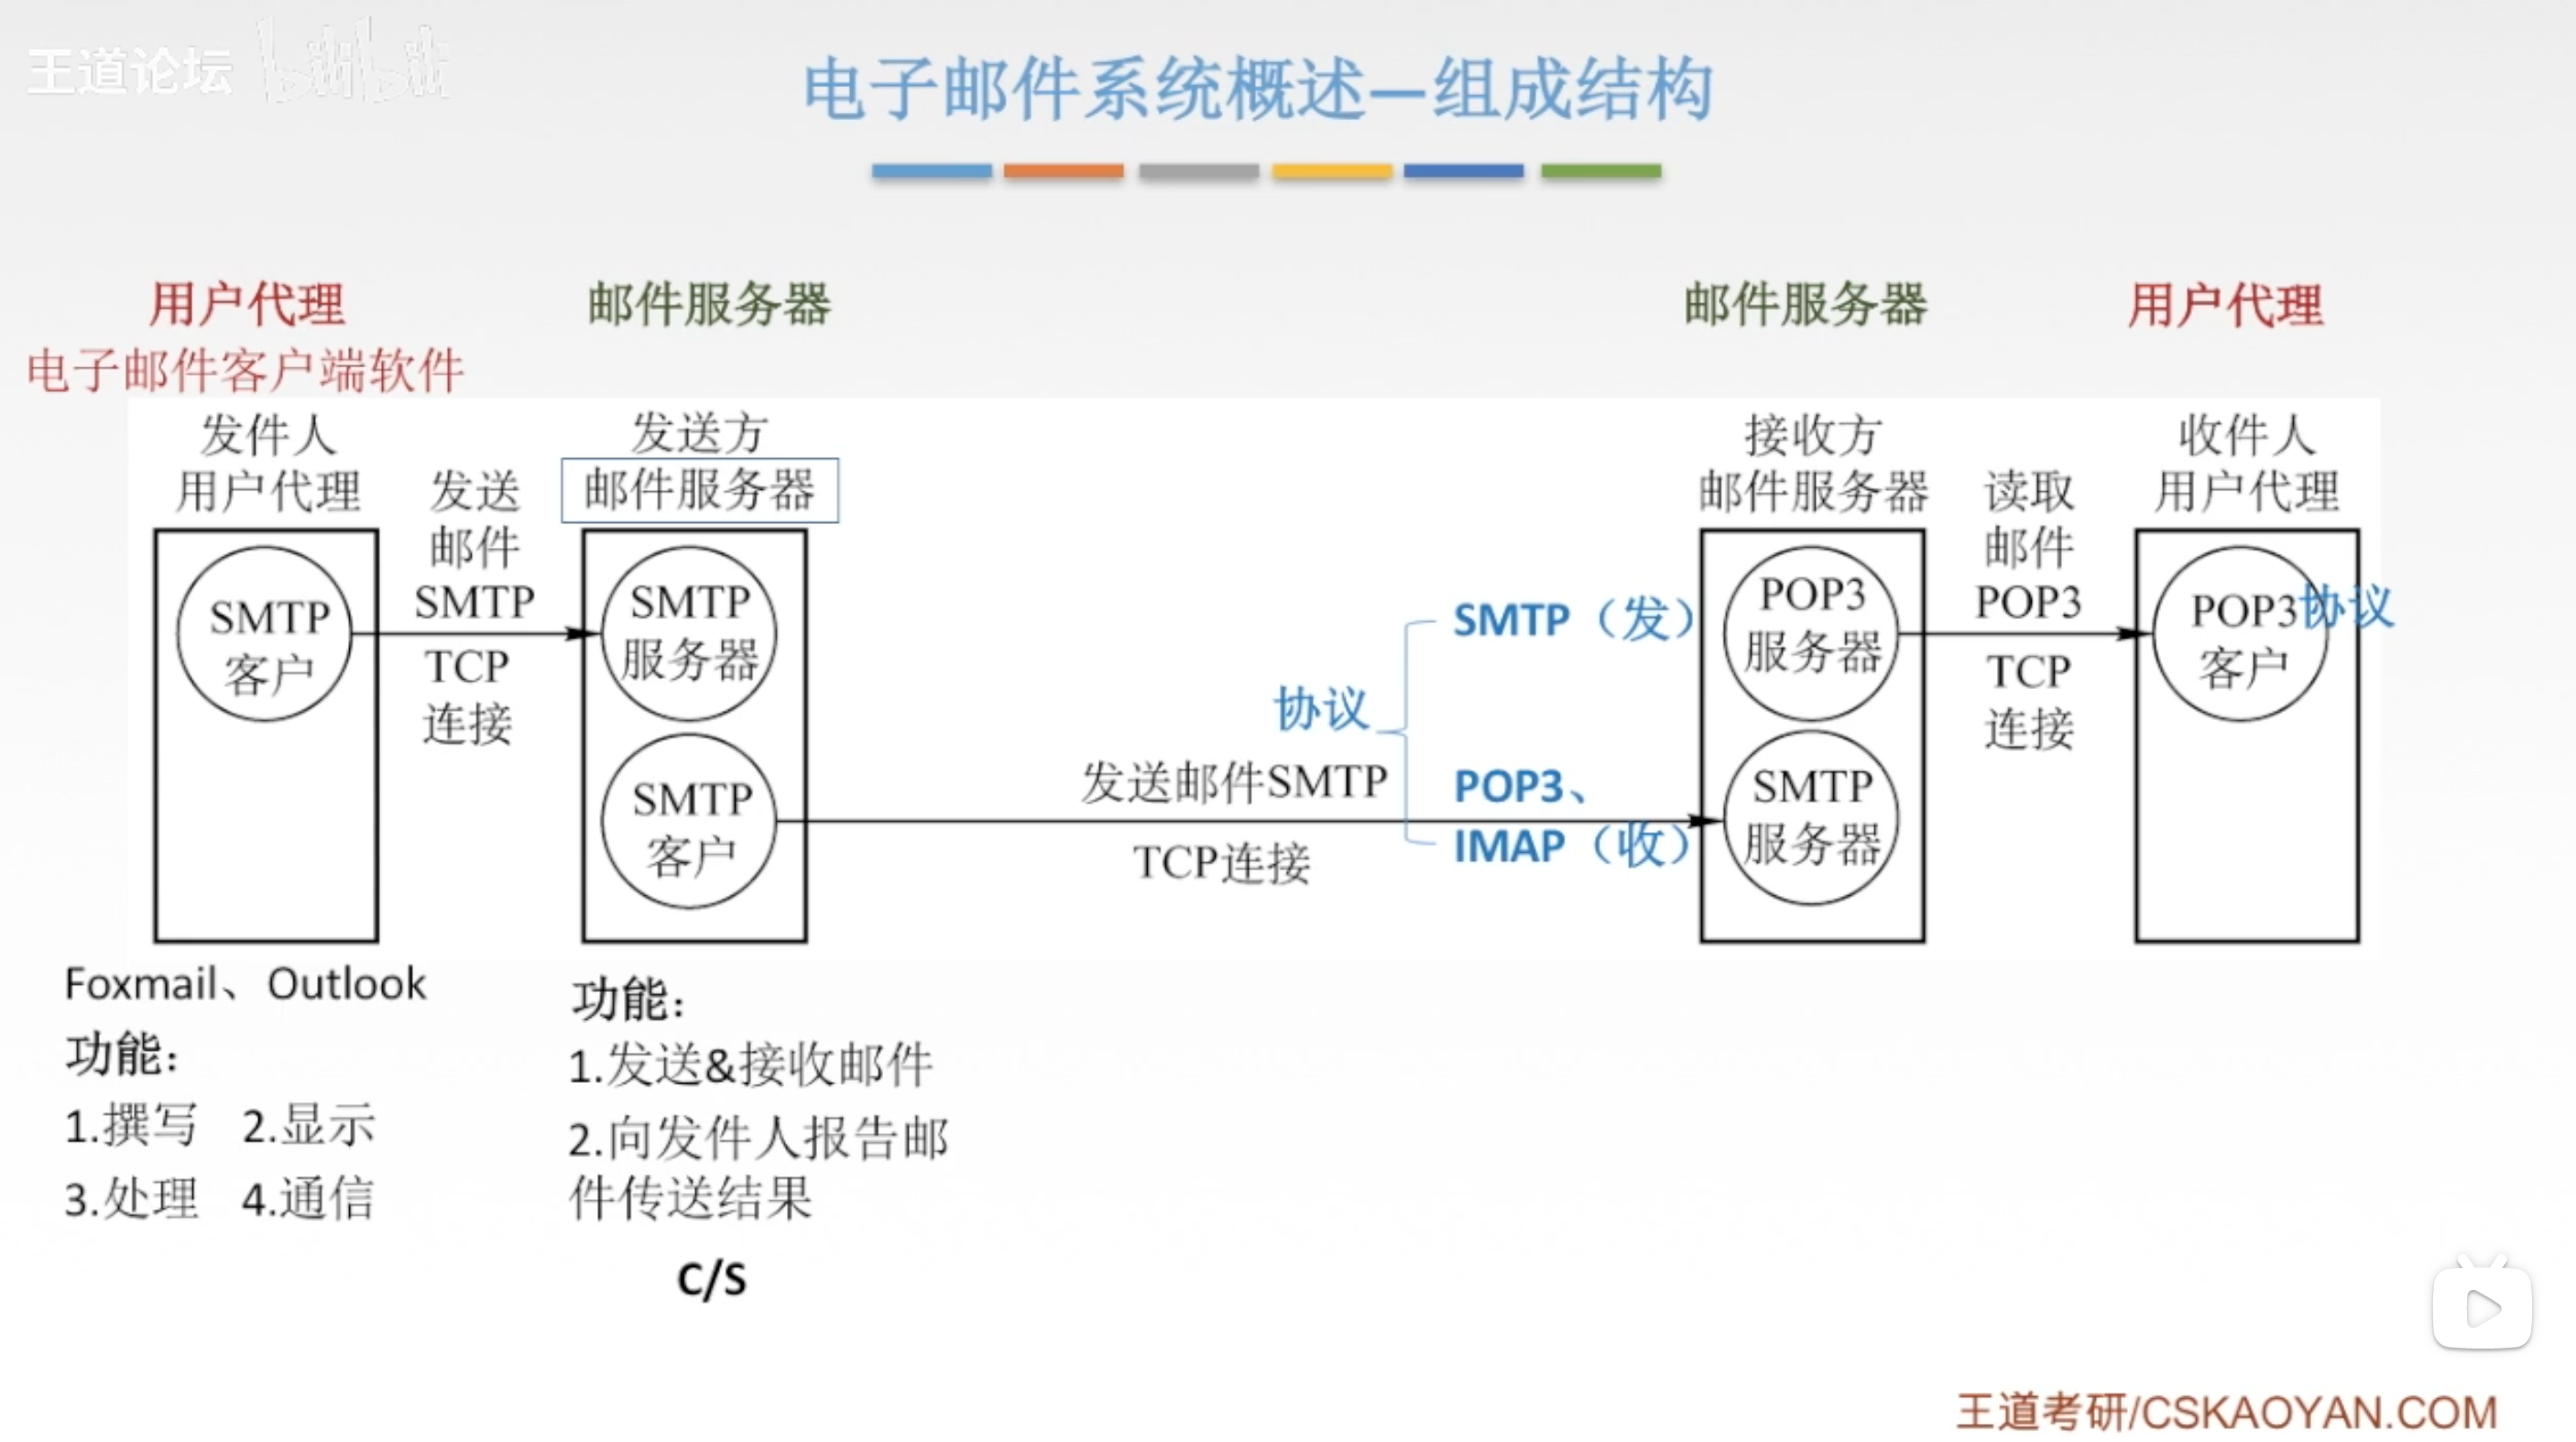 王道论坛 bilibili
电子邮件系统概述—组成结构
用户代理
电子邮件客户端软件
邮件服务器
邮件服务器
用户代理
发件人
用户代理
发送
邮件
SMTP
TCP
连接
发送方
邮件服务器
接收方
邮件服务器
读取
邮件
POP3
TCP
连接
收件人
用户代理
SMTP
客户
SMTP
服务器
SMTP
客户
协议
SMTP（发）
POP3、
IMAP（收）
发送邮件SMTP
TCP连接
POP3
服务器
SMTP
服务器
POP3
客户
协议
Foxmail、Outlook
功能：
1.撰写 2.显示
3.处理 4.通信
功能：
1.发送&接收邮件
2.向发件人报告邮
件传送结果
C/S
王道考研/CSKAOYAN.COM